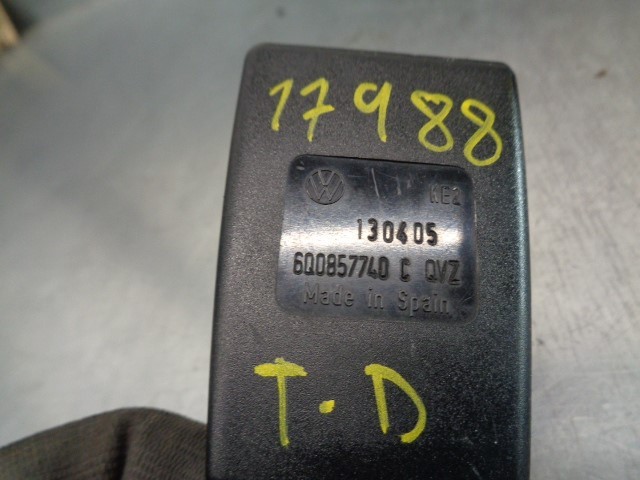 17988
KE2
130405
6Q0857740 C QVZ
Made in Spain
T.D